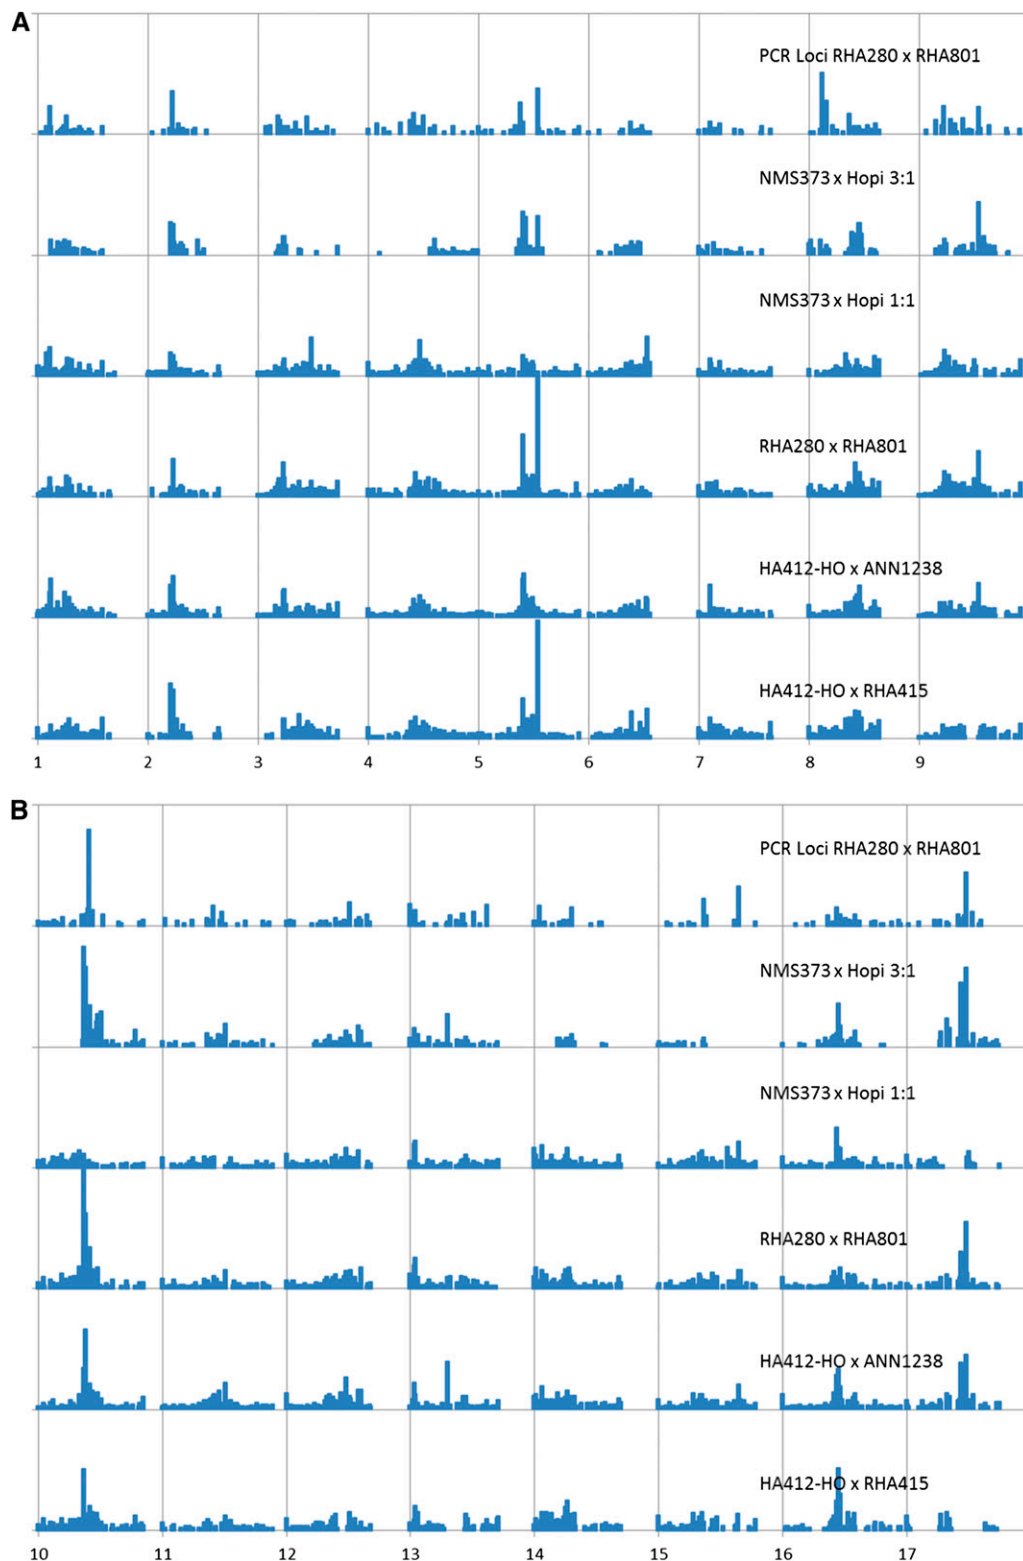 A
PCR Loci RHA280 x RHA801
NMS373 x Hopi 3:1
NMS373 x Hopi 1:1
RHA280 x RHA801
HA412-HO x ANN1238
HA412-HO x RHA415
1 2 3 4 5 6 7 8 9
B
PCR Loci RHA280 x RHA801
NMS373 x Hopi 3:1
NMS373 x Hopi 1:1
RHA280 x RHA801
HA412-HO x ANN1238
HA412-HO x RHA415
10 11 12 13 14 15 16 17